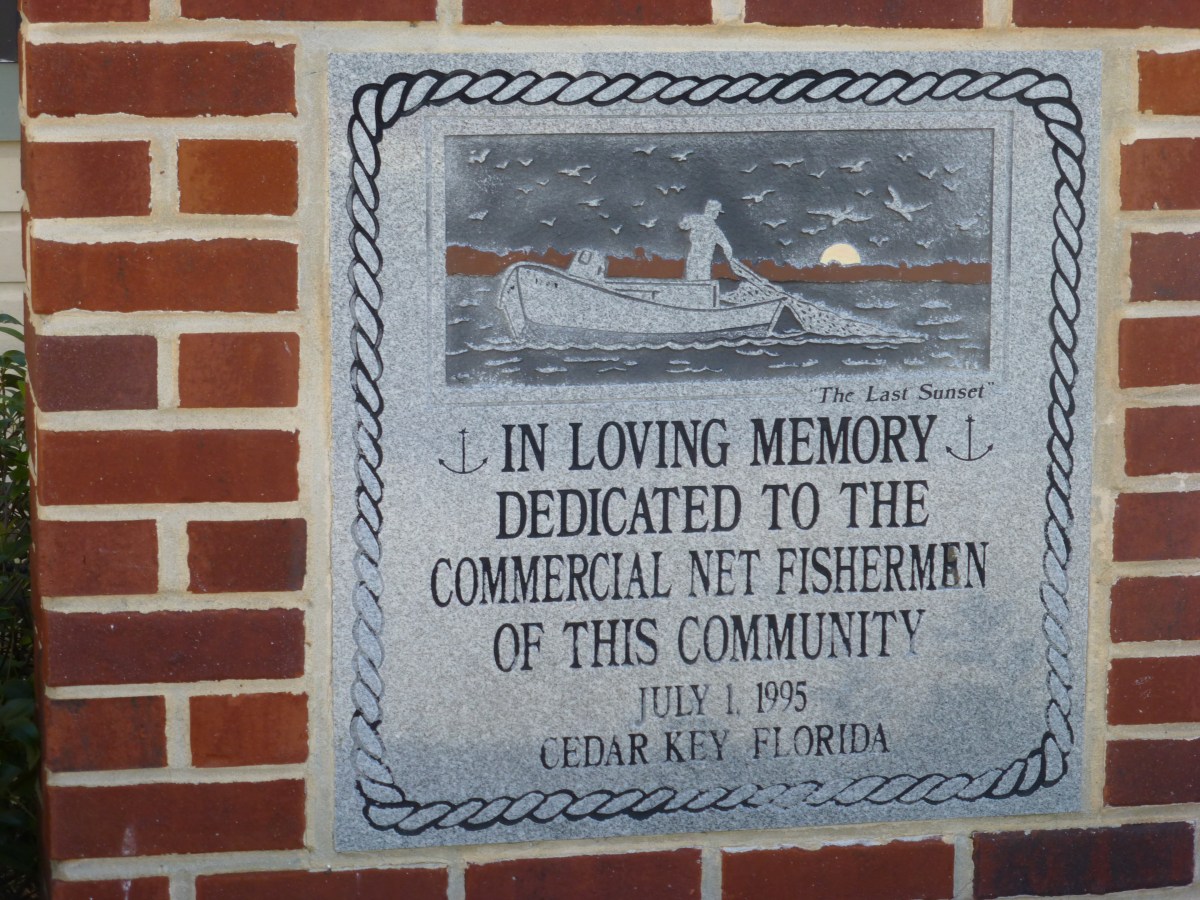 "The Last Sunset"
IN LOVING MEMORY
DEDICATED TO THE
COMMERCIAL NET FISHERMEN
OF THIS COMMUNITY
JULY 1, 1995
CEDAR KEY FLORIDA